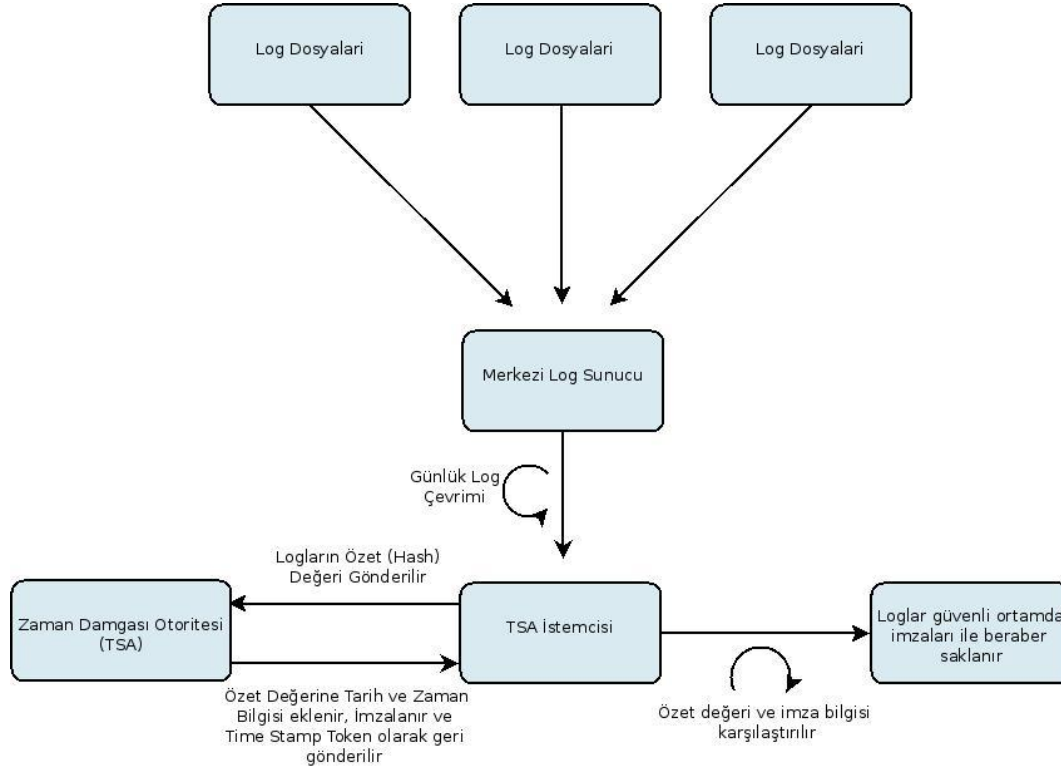 Log Dosyalari
Log Dosyalari
Log Dosyalari
Merkezi Log Sunucu
Günlük Log
Çevrimi
Logların Özet (Hash)
Değeri Gönderilir
Zaman Damgası Otoritesi
(TSA)
TSA İstemcisi
Loglar güvenli ortamda
imzaları ile beraber
saklanır
Özet Değerine Tarih ve Zaman
Bilgisi eklenir, İmzalanır ve
Time Stamp Token olarak geri
gönderilir
Özet değeri ve imza bilgisi
karşılaştırılır